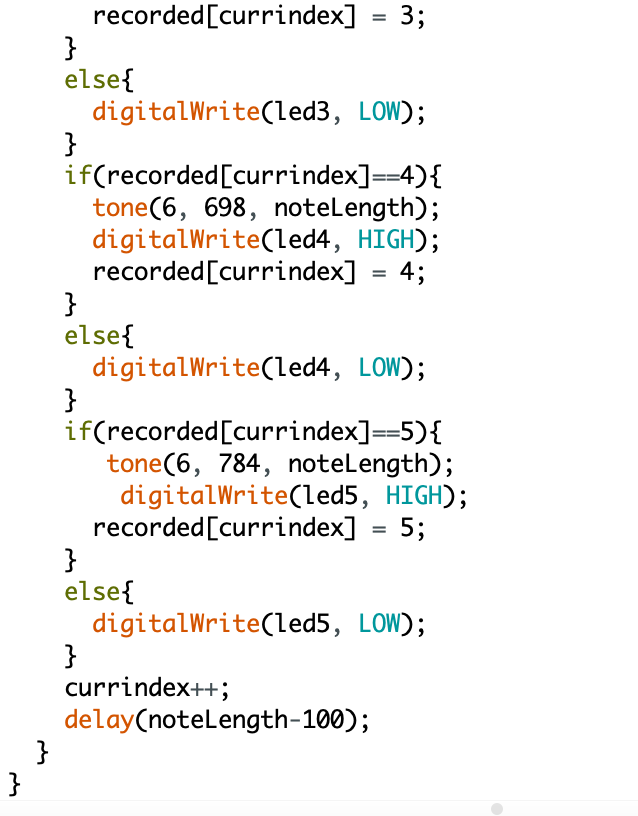 recorded[currindex] = 3;
    }
    else{
      digitalWrite(led3, LOW);
    }
    if(recorded[currindex]==4){
      tone(6, 698, noteLength);
      digitalWrite(led4, HIGH);
      recorded[currindex] = 4;
    }
    else{
      digitalWrite(led4, LOW);
    }
    if(recorded[currindex]==5){
       tone(6, 784, noteLength);
        digitalWrite(led5, HIGH);
      recorded[currindex] = 5;
    }
    else{
      digitalWrite(led5, LOW);
    }
    currindex++;
    delay(noteLength-100);
  }
}